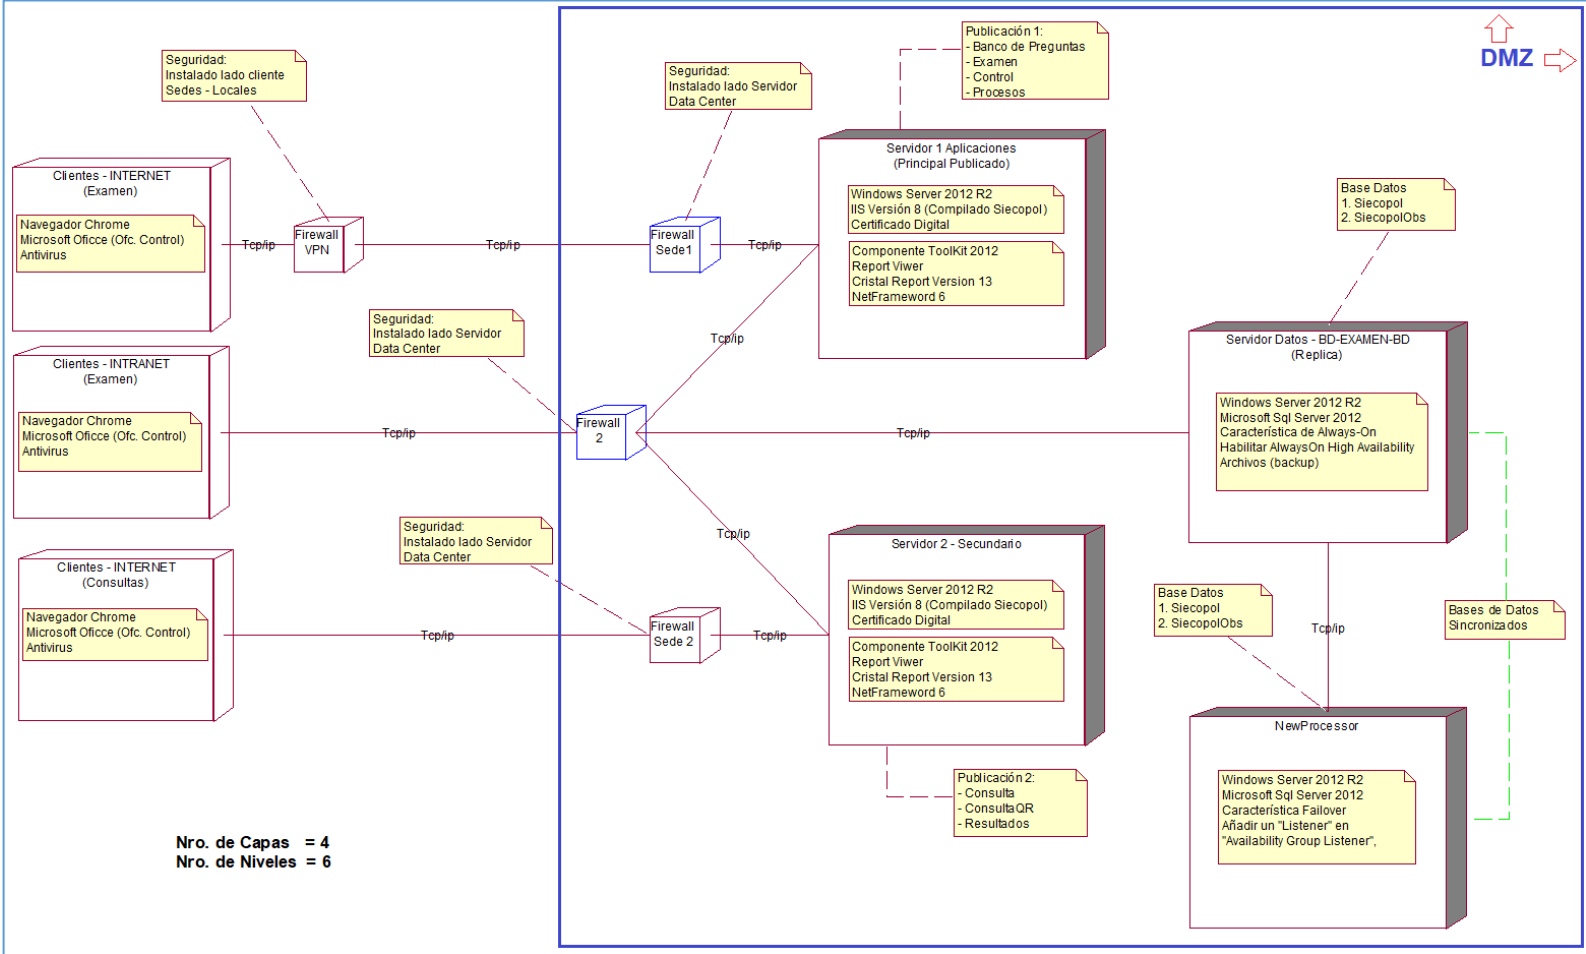 Publicación 1:
- Banco de Preguntas
- Examen
- Control
- Procesos
DMZ
Seguridad:
Instalado lado cliente
Sedes - Locales
Seguridad:
Instalado lado Servidor
Data Center
Clientes - INTERNET
(Examen)
Navegador Chrome
Microsoft Oficce (Ofc. Control)
Antivirus
Tcp/ip
Firewall
VPN
Tcp/ip
Firewall
Sede1
Tcp/ip
Servidor 1 Aplicaciones
(Principal Publicado)
Windows Server 2012 R2
IIS Versión 8 (Compilado Siecopol)
Certificado Digital
Componente ToolKit 2012
Report Viwer
Cristal Report Version 13
NetFrameword 6
Base Datos
1. Siecopol
2. SiecopolObs
Seguridad:
Instalado lado Servidor
Data Center
Tcp/ip
Clientes - INTRANET
(Examen)
Navegador Chrome
Microsoft Oficce (Ofc. Control)
Antivirus
Tcp/ip
Firewall
2
Tcp/ip
Servidor Datos - BD-EXAMEN-BD
(Replica)
Windows Server 2012 R2
Microsoft Sql Server 2012
Característica de Always-On
Habilitar AlwaysOn High Availability
Archivos (backup)
Seguridad:
Instalado lado Servidor
Data Center
Tcp/ip
Clientes - INTERNET
(Consultas)
Navegador Chrome
Microsoft Oficce (Ofc. Control)
Antivirus
Tcp/ip
Firewall
Sede 2
Tcp/ip
Servidor 2 - Secundario
Windows Server 2012 R2
IIS Versión 8 (Compilado Siecopol)
Certificado Digital
Componente ToolKit 2012
Report Viwer
Cristal Report Version 13
NetFrameword 6
Base Datos
1. Siecopol
2. SiecopolObs
Tcp/ip
Bases de Datos
Sincronizados
NewProcessor
Windows Server 2012 R2
Microsoft Sql Server 2012
Característica Failover
Añadir un "Listener" en
"Availability Group Listener",
Publicación 2:
- Consulta
- ConsultaQR
- Resultados
Nro. de Capas = 4
Nro. de Niveles = 6